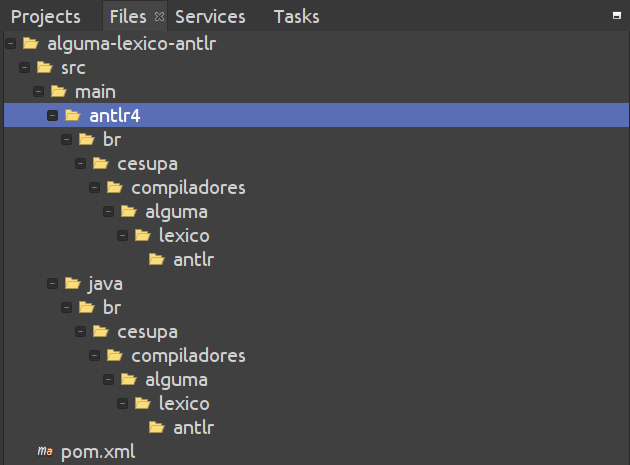 Projects Files Services Tasks
alguma-lexico-antlr
src
main
antlr4
br
cesupa
compiladores
alguma
lexico
antlr
java
br
cesupa
compiladores
alguma
lexico
antlr
pom.xml